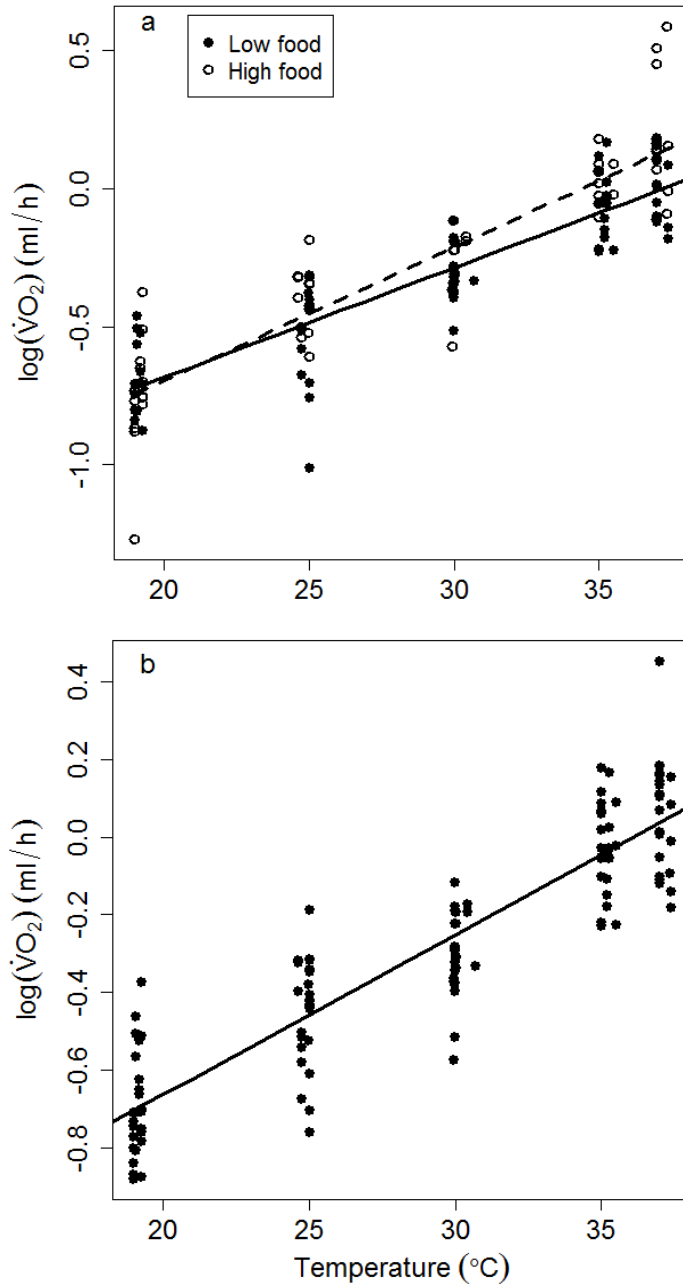 a
Low food
High food
0.5
0.0
-0.5
-1.0
log(V̇O₂) (ml/h)
20 25 30 35
b
0.4
0.2
0.0
-0.2
-0.4
-0.6
-0.8
log(V̇O₂) (ml/h)
20 25 30 35
Temperature (°C)